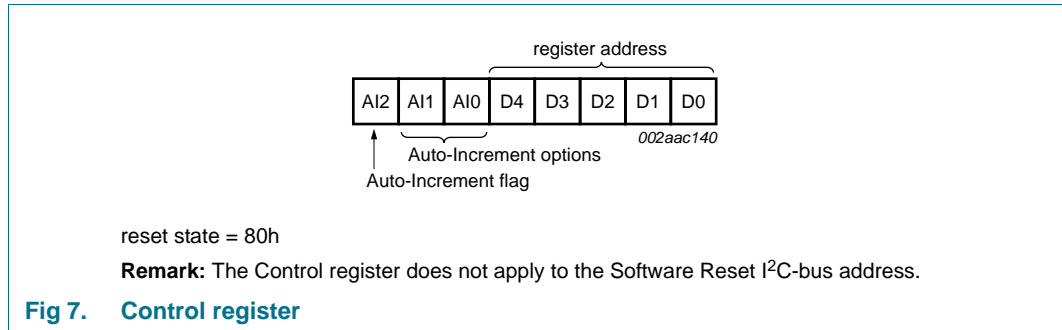 register address
AI2 AI1 AI0 D4 D3 D2 D1 D0
002aac140
Auto-Increment options
Auto-Increment flag
reset state = 80h
Remark: The Control register does not apply to the Software Reset I²C-bus address.
Fig 7. Control register